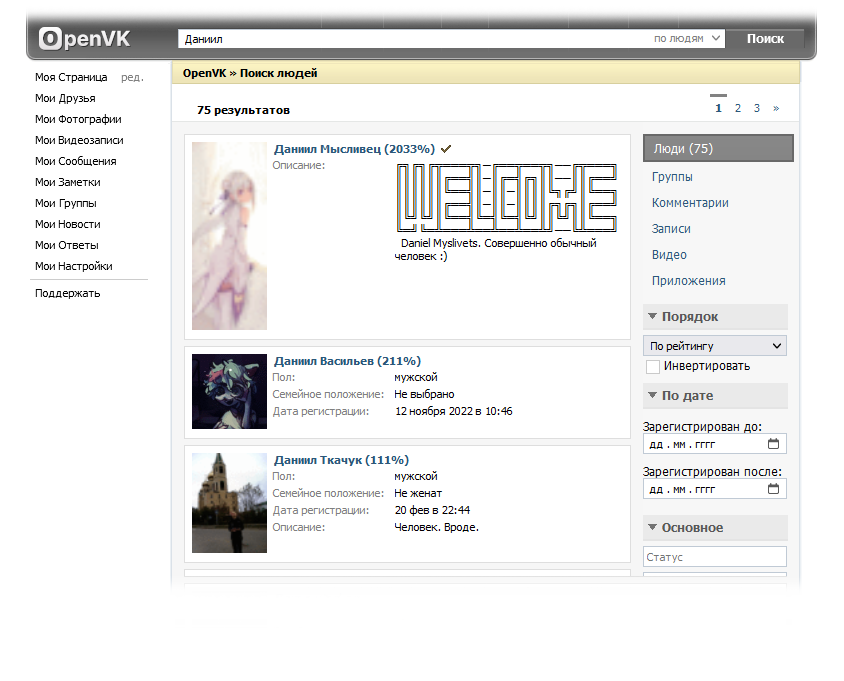 OpenVK
Даниил
по людям
Поиск
Моя Страница ред.
Мои Друзья
Мои Фотографии
Мои Видеозаписи
Мои Сообщения
Мои Заметки
Мои Группы
Мои Новости
Мои Ответы
Мои Настройки
Поддержать
OpenVK » Поиск людей
75 результатов
1 2 3 »
Даниил Мысливец (2033%)
Описание:
WELCOME
Daniel Myslivets. Совершенно обычный
человек :)
Даниил Васильев (211%)
Пол: мужской
Семейное положение: Не выбрано
Дата регистрации: 12 ноября 2022 в 10:46
Даниил Ткачук (111%)
Пол: мужской
Семейное положение: Не женат
Дата регистрации: 20 фев в 22:44
Описание: Человек. Вроде.
Люди (75)
Группы
Комментарии
Записи
Видео
Приложения
Порядок
По рейтингу
Инвертировать
По дате
Зарегистрирован до:
дд . мм . гггг
Зарегистрирован после:
дд . мм . гггг
Основное
Статус